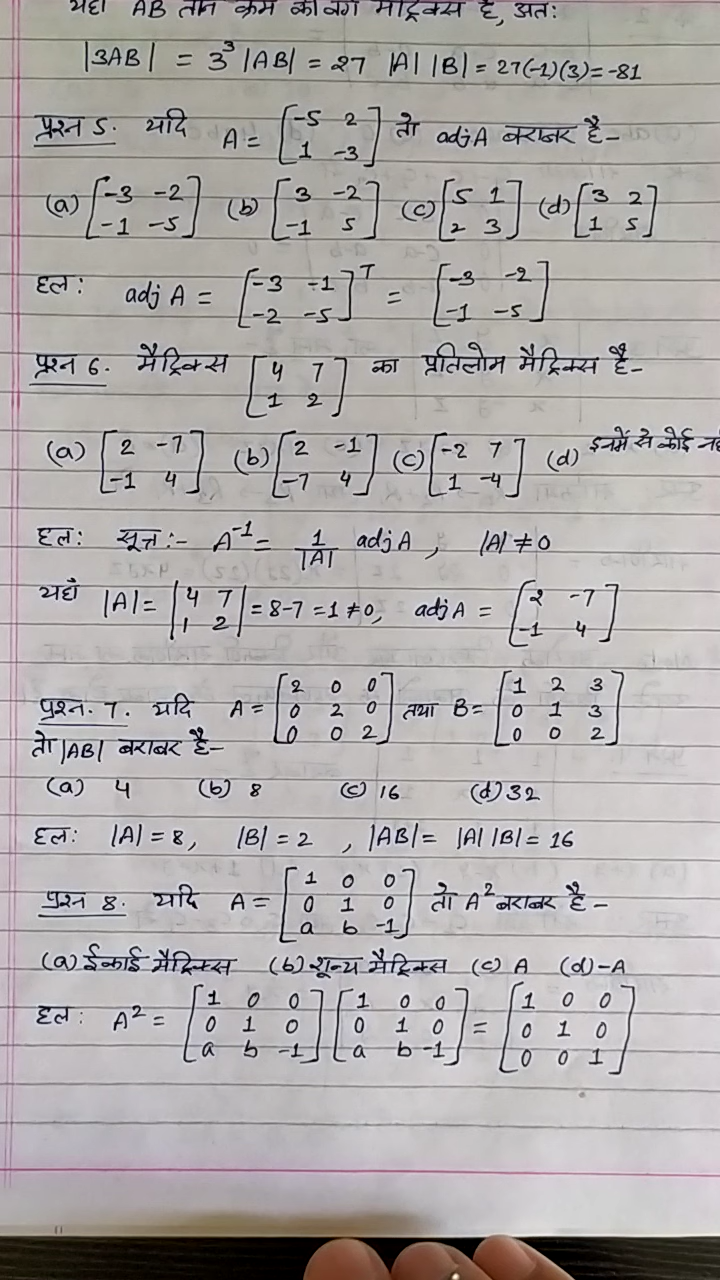 यहाँ AB तीन क्रम का वर्ग मैट्रिक्स है, अतः
|3AB| = 3³ |AB| = 27 |A| |B| = 27(-1)(3) = -81
प्रश्न 5. यदि A = [-5 2; 1 -3] तो adj A बराबर है-
(a) [-3 -2; -1 -5] (b) [3 -2; -1 5] (c) [5 1; 2 3] (d) [3 2; 1 5]
हल: adj A = [-3 -1; -2 -5]ᵀ = [-3 -2; -1 -5]
प्रश्न 6. मैट्रिक्स [4 7; 1 2] का प्रतिलोम मैट्रिक्स है-
(a) [2 -7; -1 4] (b) [2 -1; -7 4] (c) [-2 7; 1 -4] (d) इनमें से कोई नहीं
हल: सूत्र:- A⁻¹ = 1/|A| adj A, |A| ≠ 0
यहाँ |A| = |4 7; 1 2| = 8-7 = 1 ≠ 0, adj A = [2 -7; -1 4]
प्रश्न. 7. यदि A = [2 0 0; 0 2 0; 0 0 2] तथा B = [1 2 3; 0 1 3; 0 0 2]
तो |AB| बराबर है-
(a) 4 (b) 8 (c) 16 (d) 32
हल: |A| = 8, |B| = 2, |AB| = |A| |B| = 16
प्रश्न 8. यदि A = [1 0 0; 0 1 0; a b -1] तो A² बराबर है-
(a) ईकाई मैट्रिक्स (b) शून्य मैट्रिक्स (c) A (d) -A
हल: A² = [1 0 0; 0 1 0; a b -1] [1 0 0; 0 1 0; a b -1] = [1 0 0; 0 1 0; 0 0 1]